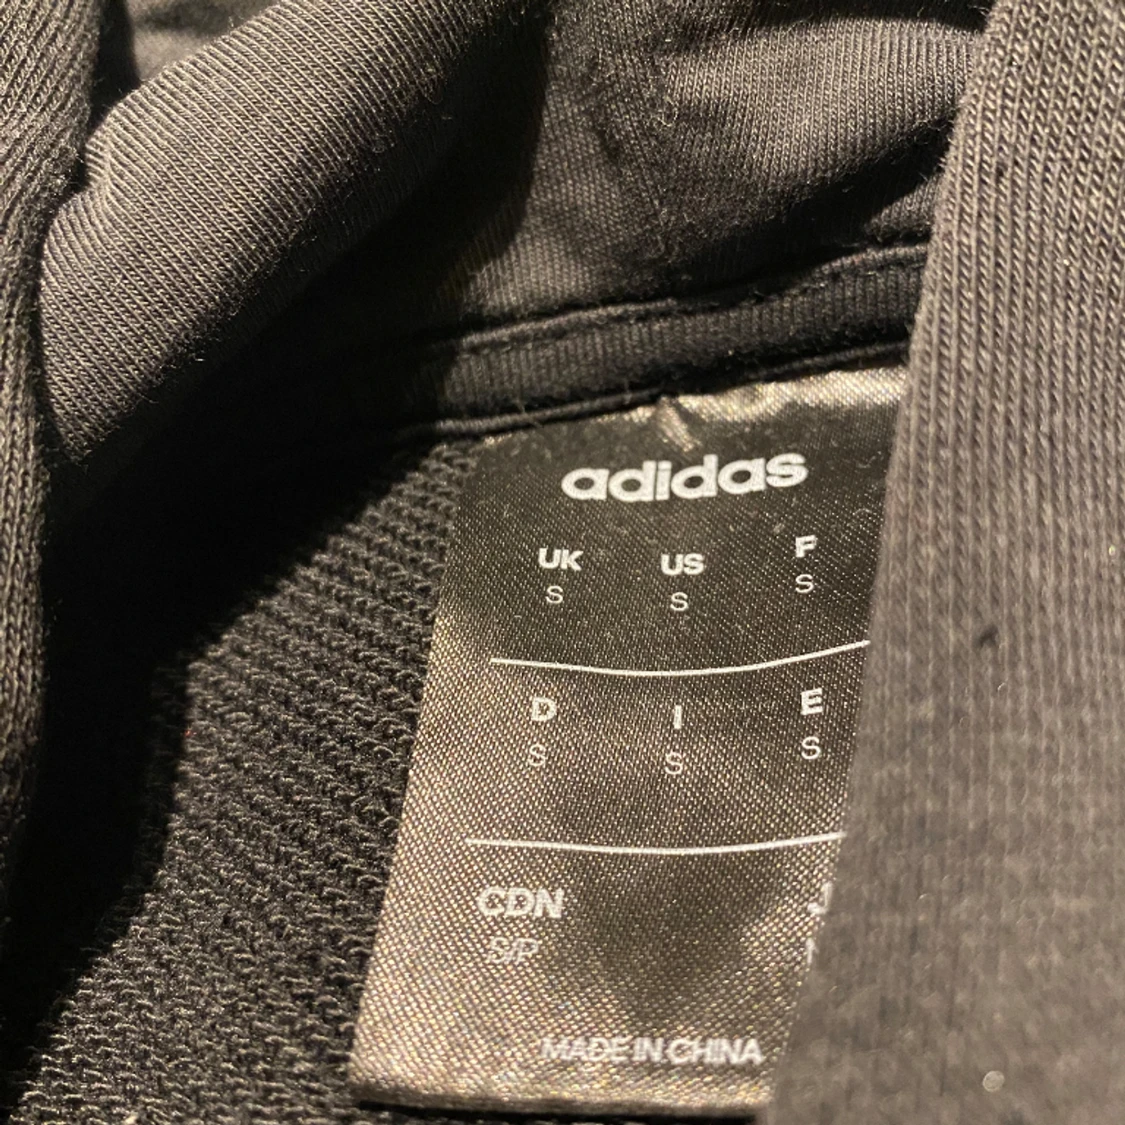 adidas
UK US F
S S S
D I E
S S S
CDN J
S/P
MADE IN CHINA